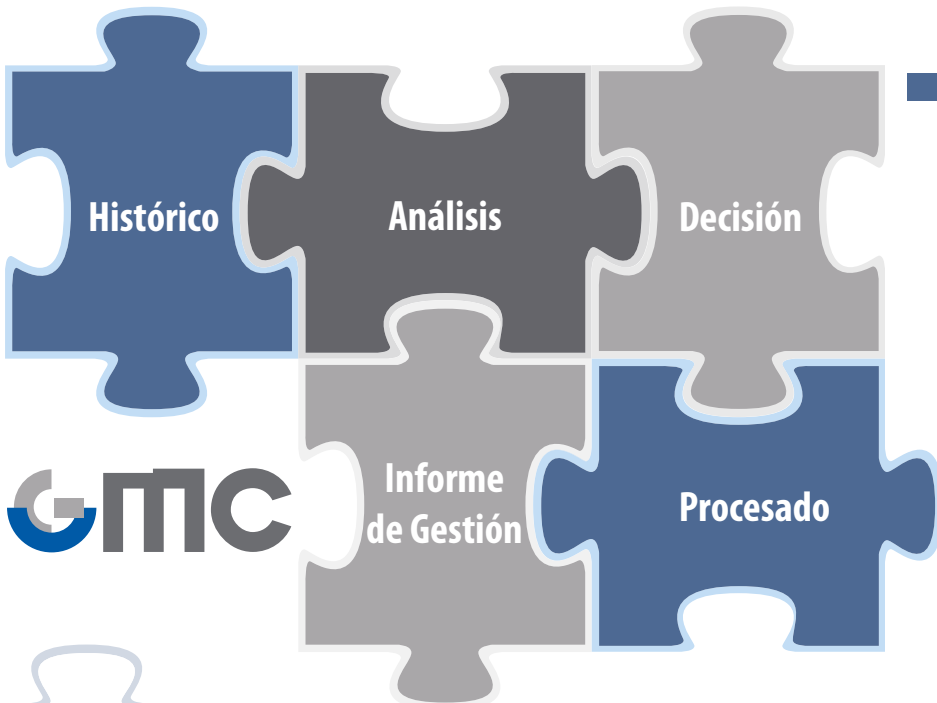 Histórico
Análisis
Decisión
Informe
de Gestión
Procesado
GMC